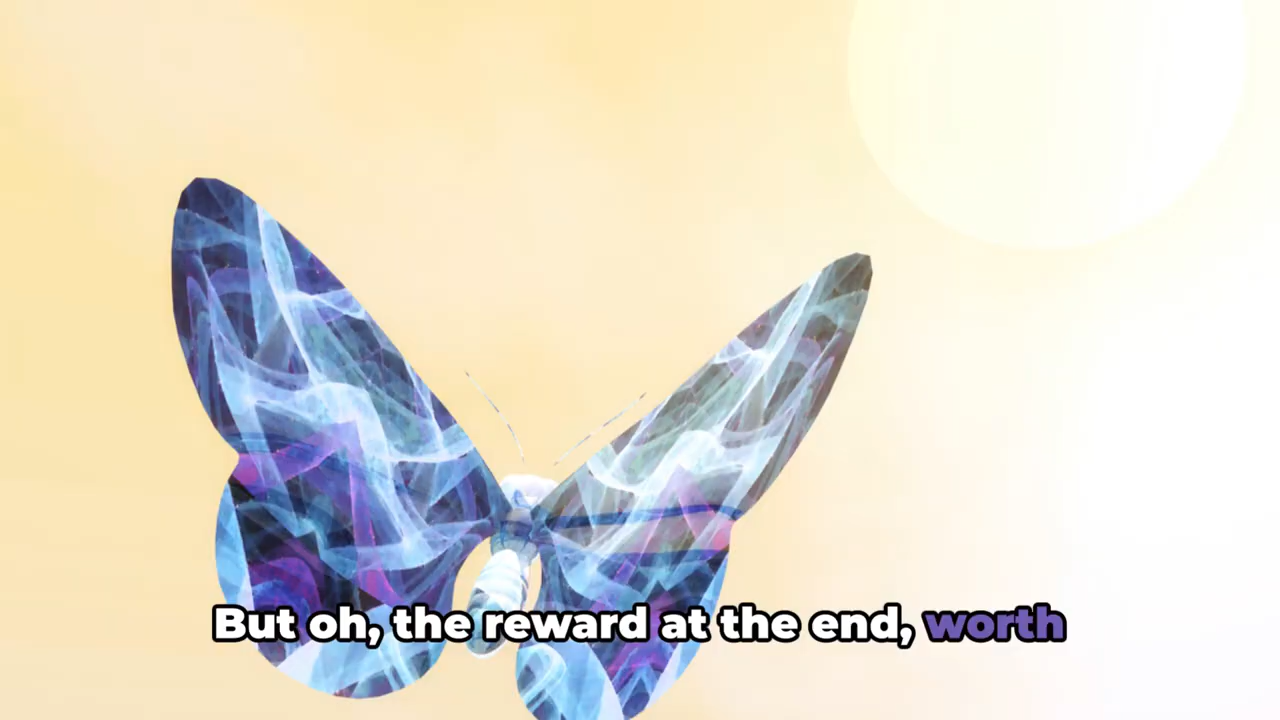 But oh, the reward at the end, worth